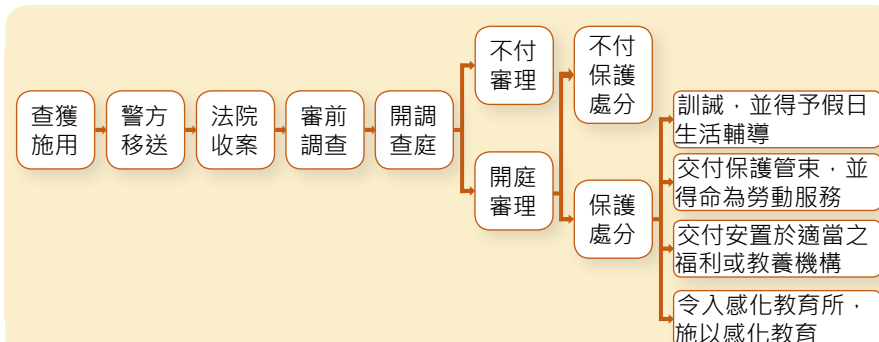 查獲
施用
警方
移送
法院
收案
審前
調查
開調
查庭
不付
審理
開庭
審理
不付
保護
處分
保護
處分
訓誡，並得予假日
生活輔導
交付保護管束，並
得命為勞動服務
交付安置於適當之
福利或教養機構
令入感化教育所，
施以感化教育